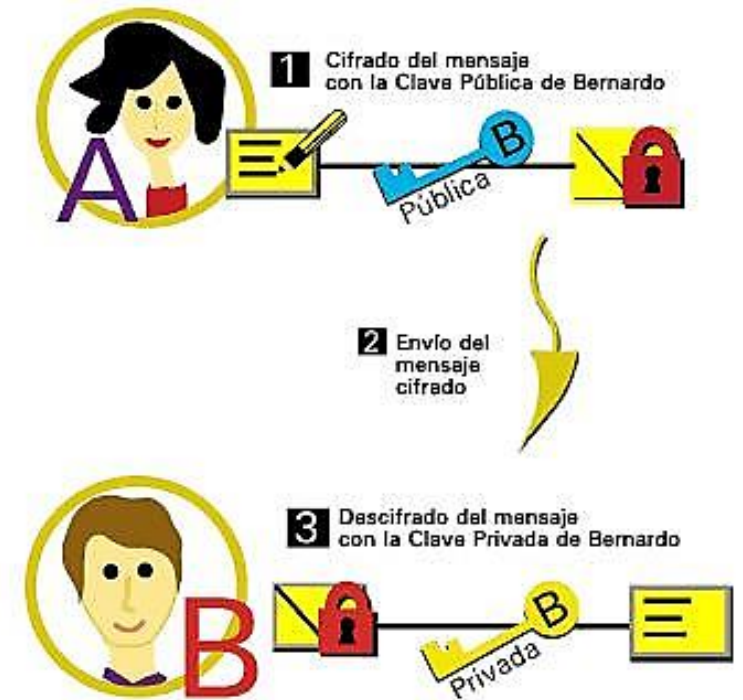 A
1 Cifrado del mensaje
con la Clave Pública de Bernardo
B
Pública
2 Envío del
mensaje
cifrado
B
3 Descifrado del mensaje
con la Clave Privada de Bernardo
B
Privada